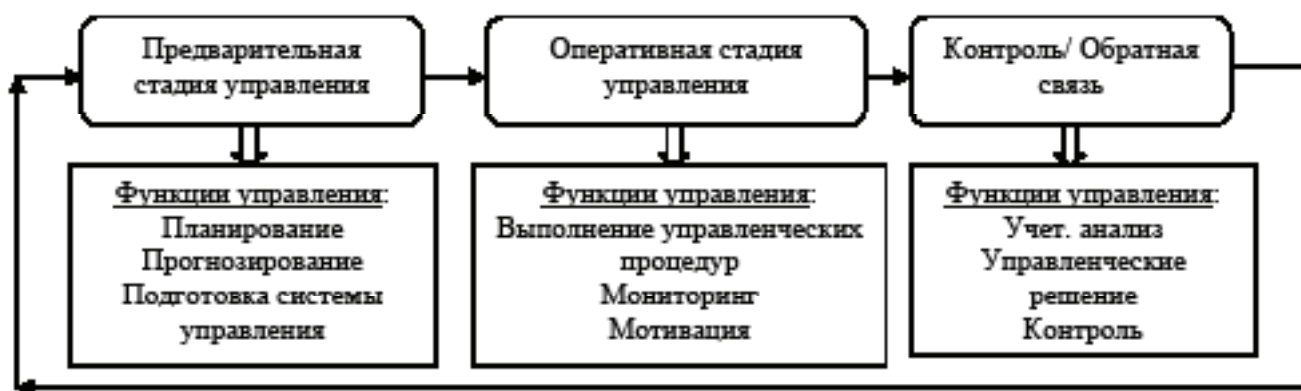 Предварительная
стадия управления
Оперативная стадия
управления
Контроль/ Обратная
связь
Функции управления:
Планирование
Прогнозирование
Подготовка системы
управления
Функции управления:
Выполнение управленческих
процедур
Мониторинг
Мотивация
Функции управления:
Учет. анализ
Управленческие
решение
Контроль